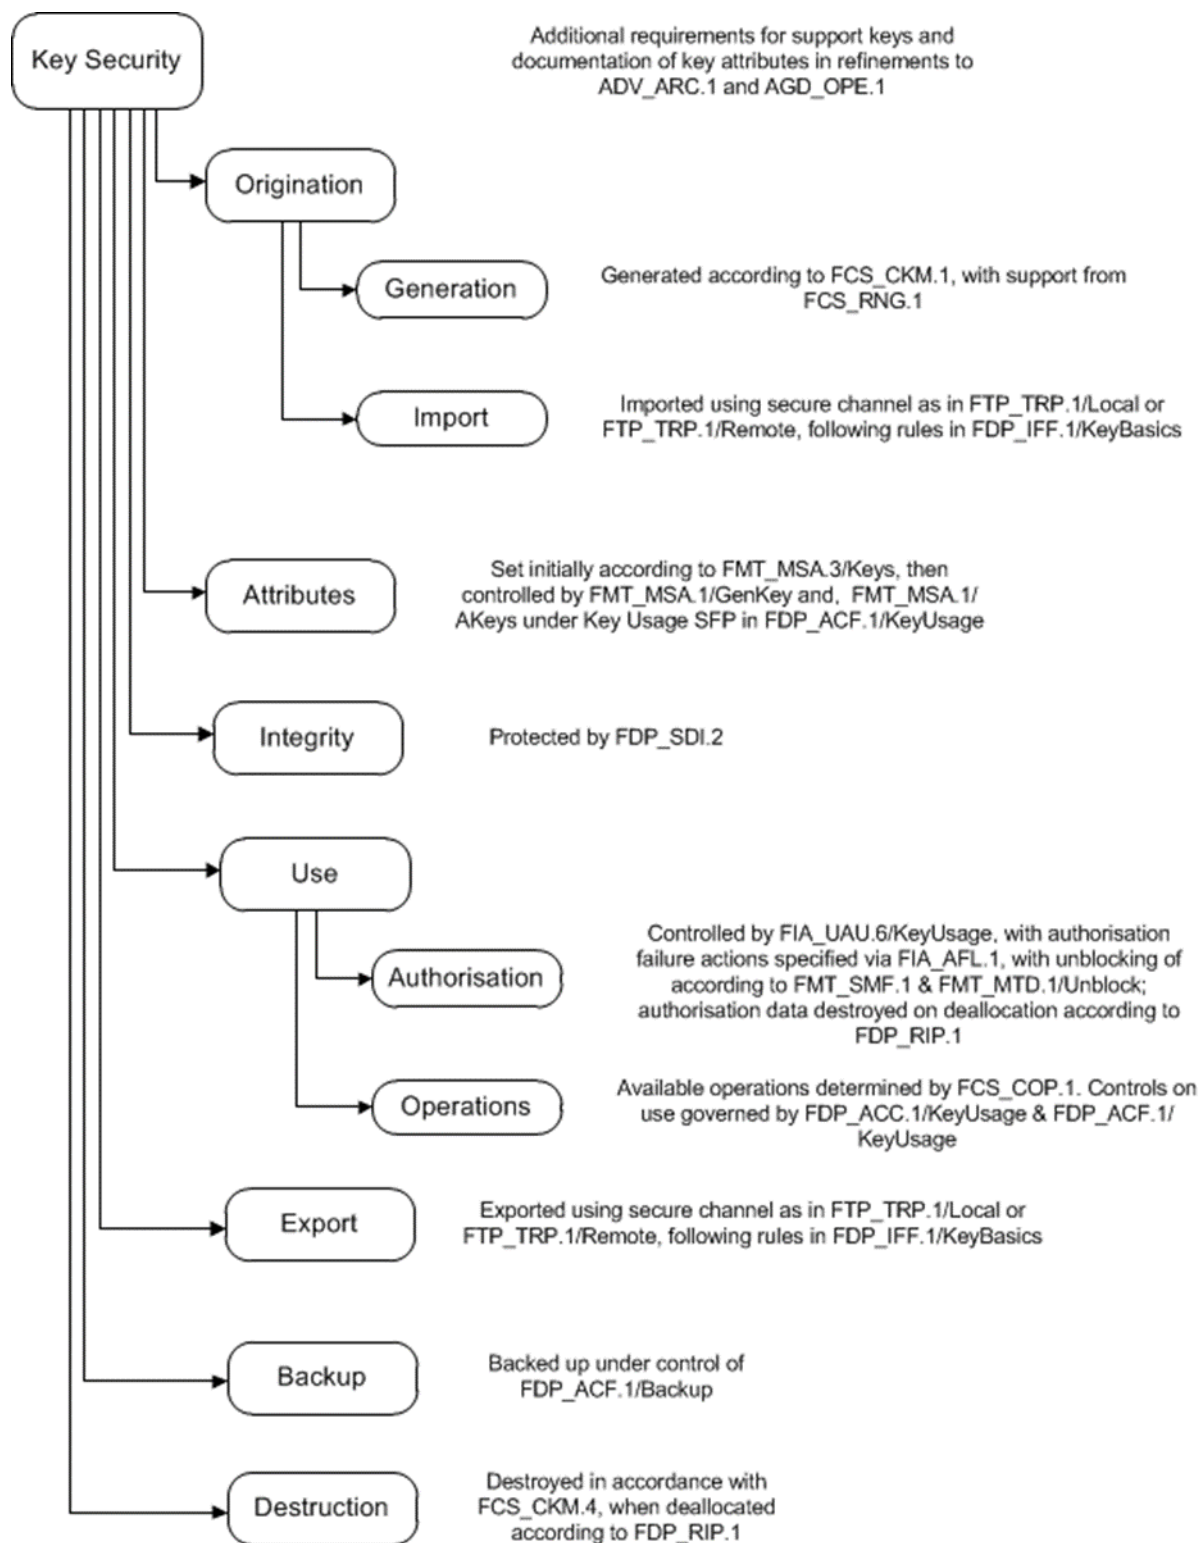 Key Security
Additional requirements for support keys and
documentation of key attributes in refinements to
ADV_ARC.1 and AGD_OPE.1
Origination
Generation
Generated according to FCS_CKM.1, with support from
FCS_RNG.1
Import
Imported using secure channel as in FTP_TRP.1/Local or
FTP_TRP.1/Remote, following rules in FDP_IFF.1/KeyBasics
Attributes
Set initially according to FMT_MSA.3/Keys, then
controlled by FMT_MSA.1/GenKey and, FMT_MSA.1/
AKeys under Key Usage SFP in FDP_ACF.1/KeyUsage
Integrity
Protected by FDP_SDI.2
Use
Authorisation
Controlled by FIA_UAU.6/KeyUsage, with authorisation
failure actions specified via FIA_AFL.1, with unblocking of
according to FMT_SMF.1 & FMT_MTD.1/Unblock;
authorisation data destroyed on deallocation according to
FDP_RIP.1
Operations
Available operations determined by FCS_COP.1. Controls on
use governed by FDP_ACC.1/KeyUsage & FDP_ACF.1/
KeyUsage
Export
Exported using secure channel as in FTP_TRP.1/Local or
FTP_TRP.1/Remote, following rules in FDP_IFF.1/KeyBasics
Backup
Backed up under control of
FDP_ACF.1/Backup
Destruction
Destroyed in accordance with
FCS_CKM.4, when deallocated
according to FDP_RIP.1